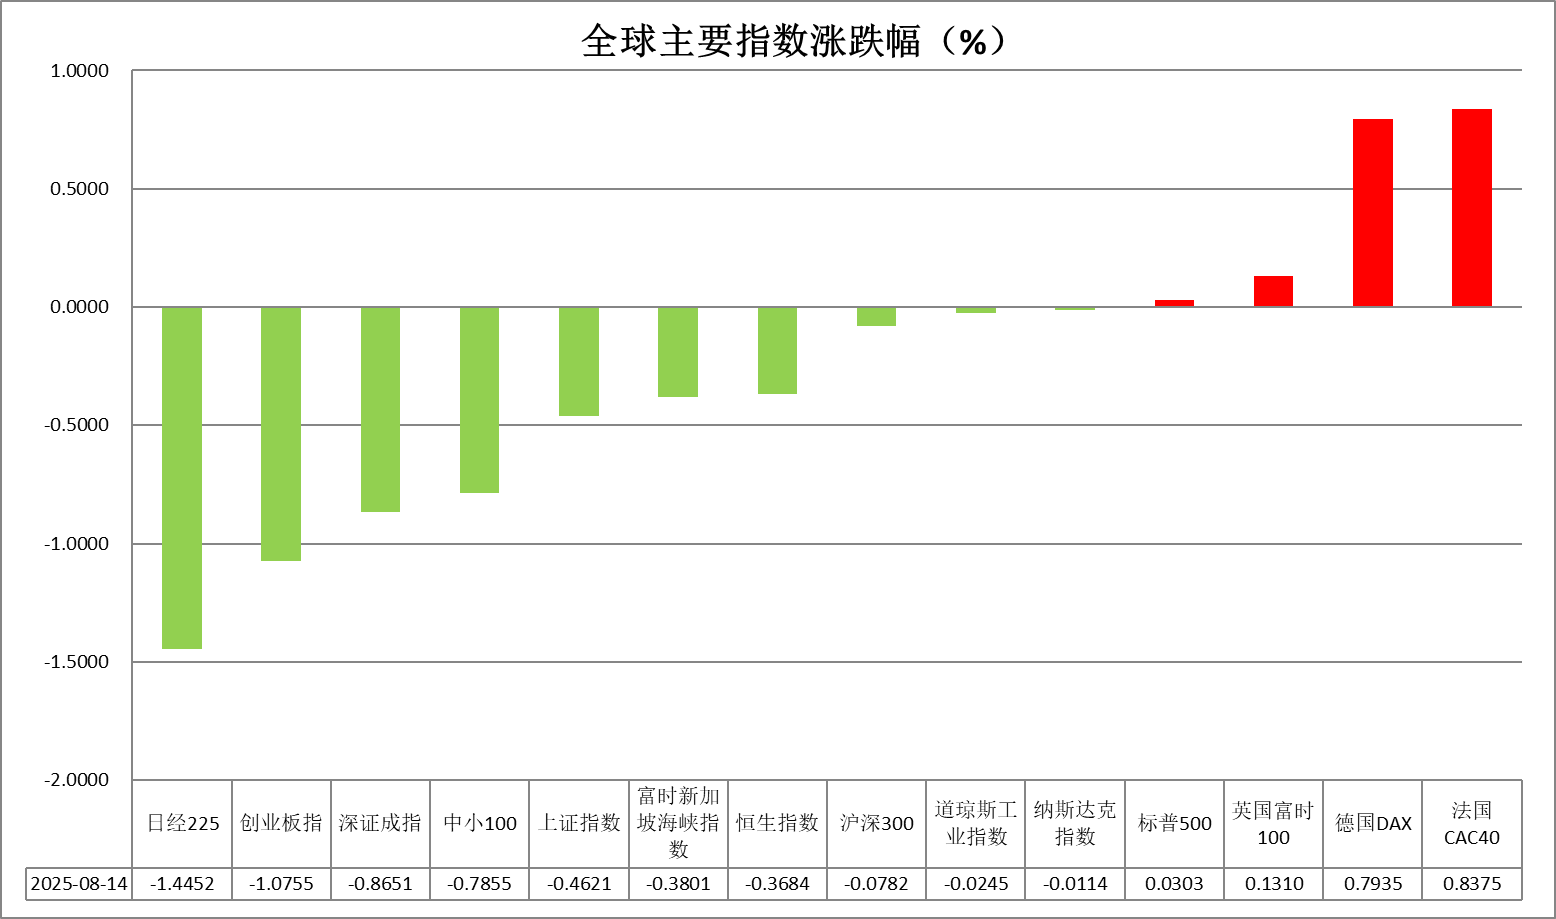 全球主要指数涨跌幅（%）
1.0000
0.5000
0.0000
-0.5000
-1.0000
-1.5000
-2.0000
日经225
创业板指
深证成指
中小100
上证指数
富时新加
坡海峡指
数
恒生指数
沪深300
道琼斯工
业指数
纳斯达克
指数
标普500
英国富时
100
德国DAX
法国
CAC40
2025-08-14 -1.4452 -1.0755 -0.8651 -0.7855 -0.4621 -0.3801 -0.3684 -0.0782 -0.0245 -0.0114 0.0303 0.1310 0.7935 0.8375